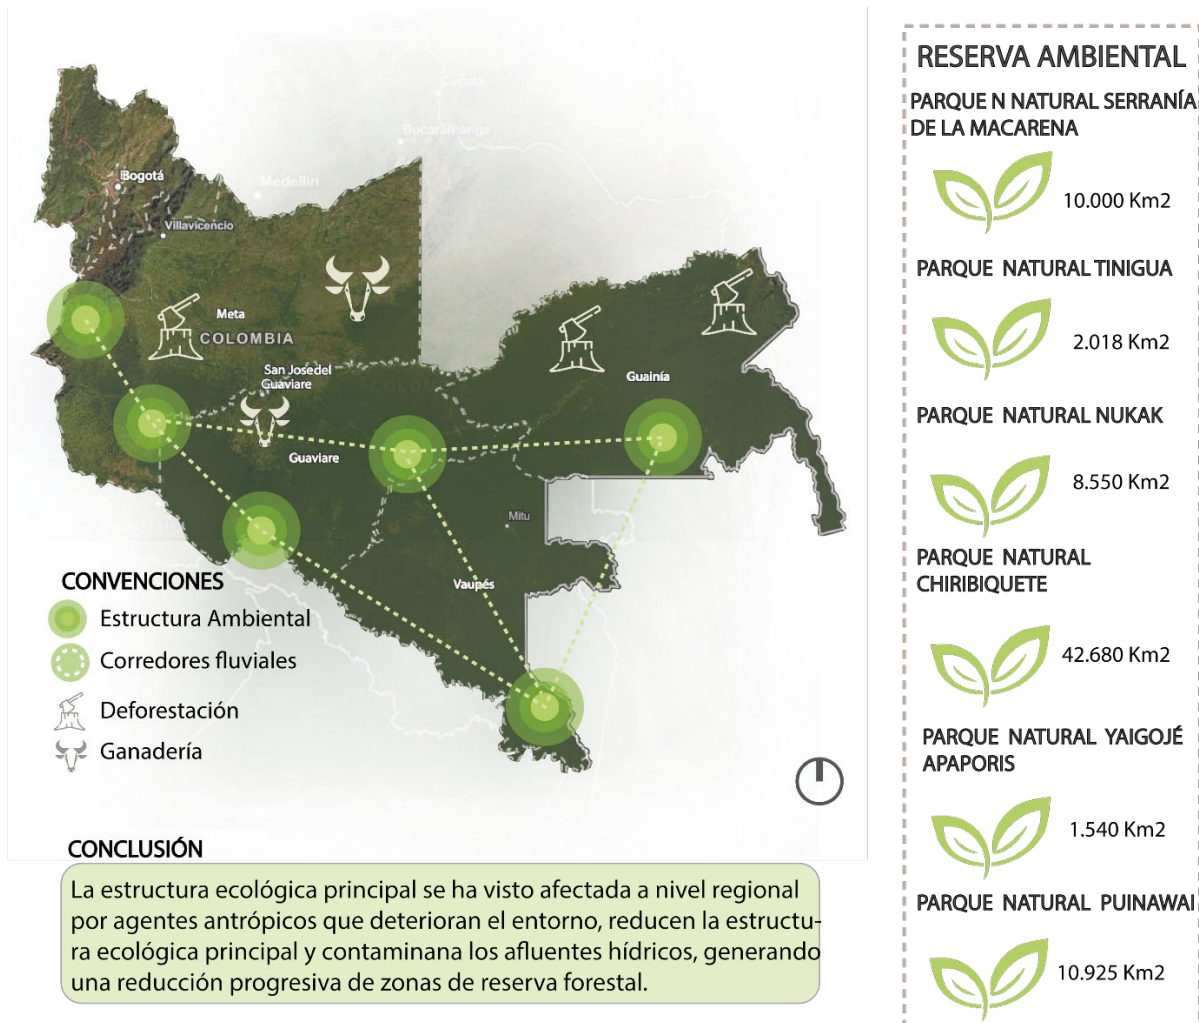 Cucuta
Bucaramanga
Bogotá
Medellin
Villavicencio
Meta
COLOMBIA
San Josedel
Guaviare
Guainía
Guaviare
Mitu
Vaupés
CONVENCIONES
Estructura Ambiental
Corredores fluviales
Deforestación
Ganadería
CONCLUSIÓN
La estructura ecológica principal se ha visto afectada a nivel regional
por agentes antrópicos que deterioran el entorno, reducen la estructu-
ra ecológica principal y contaminana los afluentes hídricos, generando
una reducción progresiva de zonas de reserva forestal.
RESERVA AMBIENTAL
PARQUE N NATURAL SERRANÍA
DE LA MACARENA
10.000 Km2
PARQUE NATURAL TINIGUA
2.018 Km2
PARQUE NATURAL NUKAK
8.550 Km2
PARQUE NATURAL
CHIRIBIQUETE
42.680 Km2
PARQUE NATURAL YAIGOJÉ
APAPORIS
1.540 Km2
PARQUE NATURAL PUINAWAI
10.925 Km2